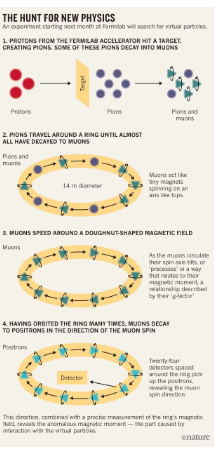 THE HUNT FOR NEW PHYSICS
An experiment starting next month at Fermilab will search for virtual particles.
1. PROTONS FROM THE FERMILAB ACCELERATOR HIT A TARGET,
CREATING PIONS. SOME OF THESE PIONS DECAY INTO MUONS
Target
Protons
Pions
Pions and
muons
2. PIONS TRAVEL AROUND A RING UNTIL ALMOST
ALL HAVE DECAYED TO MUONS
Pions and
muons
14 m diameter
Muons act like
tiny magnets
spinning on an
axis like tops.
3. MUONS SPEED AROUND A DOUGHNUT-SHAPED MAGNETIC FIELD
Muons
As the muons circulate
their spin axis tilts, or
'precesses' in a way
that relates to their
magnetic moment, a
relationship described
by their 'g-factor'.
4. HAVING ORBITED THE RING MANY TIMES, MUONS DECAY
TO POSITRONS IN THE DIRECTION OF THE MUON SPIN
Positrons
Detector
Twenty-four
detectors spaced
around the ring pick
up the positrons,
revealing the muon
spin direction.
This direction, combined with a precise measurement of the ring's magnetic
field, reveals the anomalous magnetic moment — the part caused by
interaction with the virtual particles.
©nature